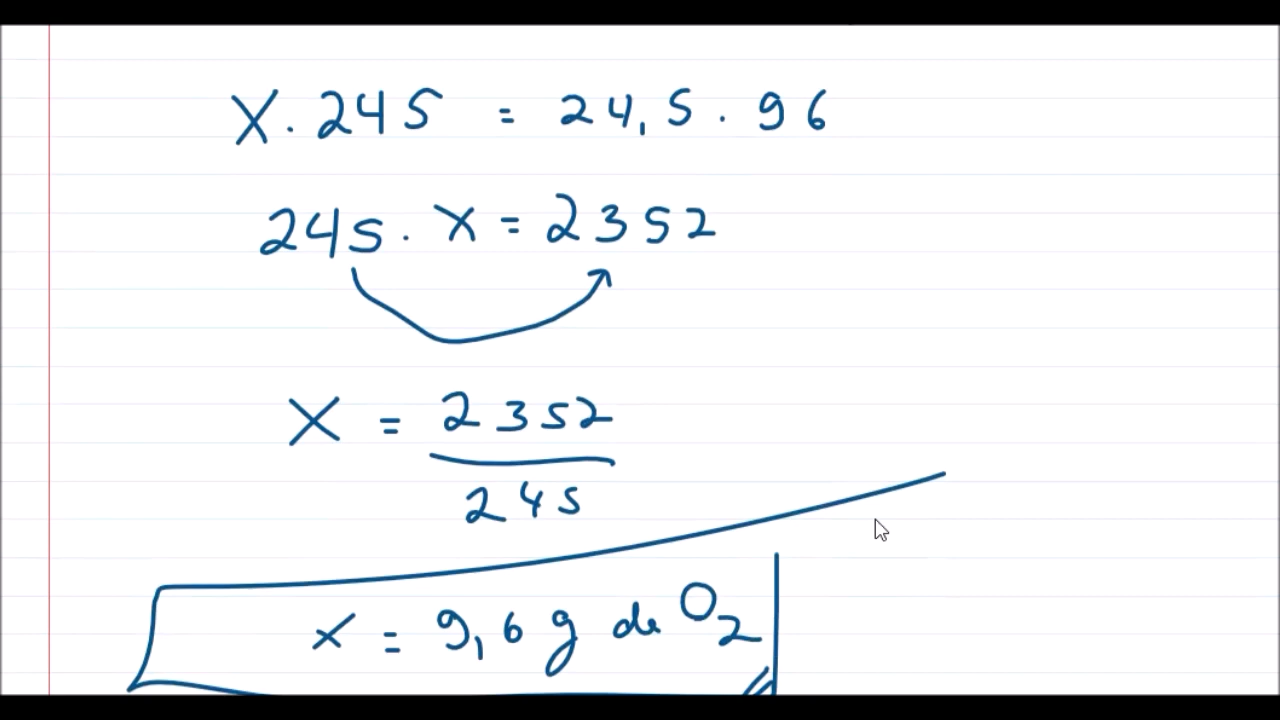 X . 245 = 24,5 . 96
245 . X = 2352
X = 2352
245
x = 9,6 g de O2